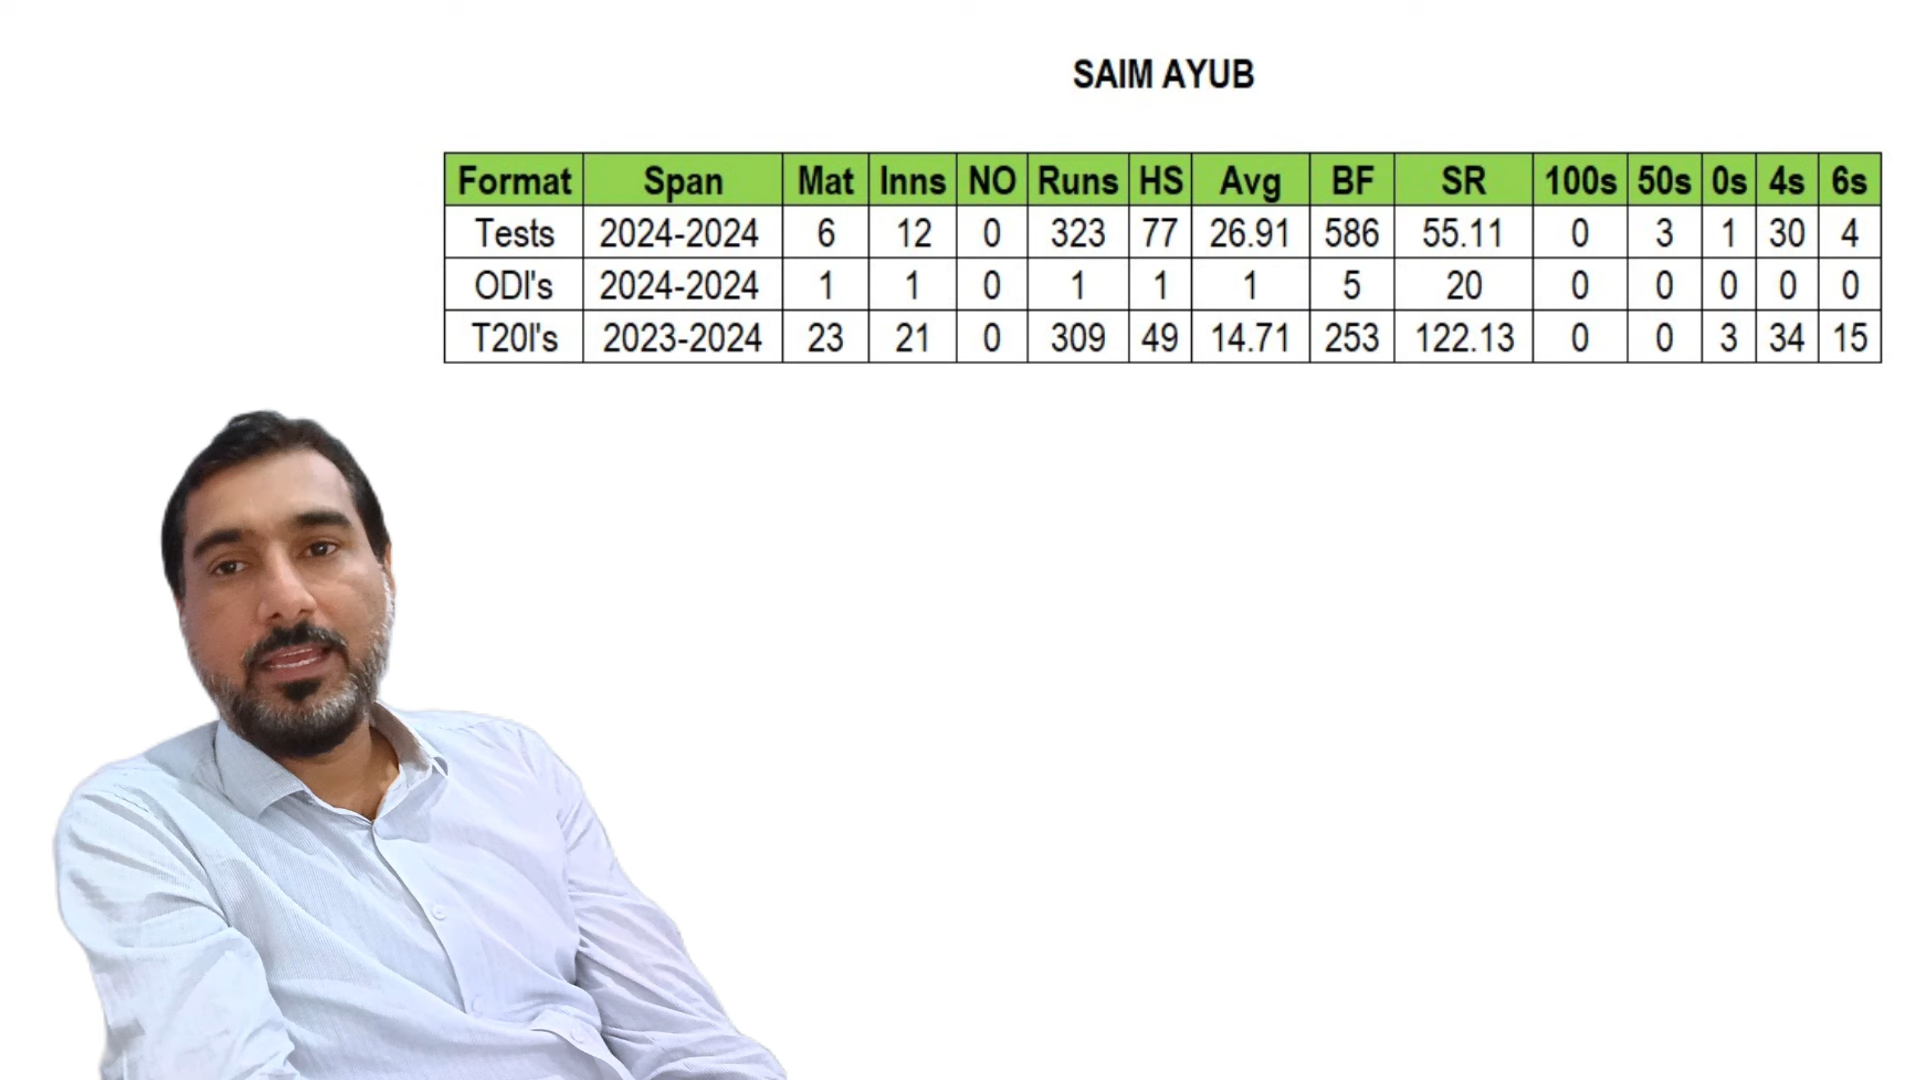 SAIM AYUB
Format Span Mat Inns NO Runs HS Avg BF SR 100s 50s 0s 4s 6s
Tests 2024-2024 6 12 0 323 77 26.91 586 55.11 0 3 1 30 4
ODI's 2024-2024 1 1 0 1 1 1 5 20 0 0 0 0 0
T20I's 2023-2024 23 21 0 309 49 14.71 253 122.13 0 0 3 34 15